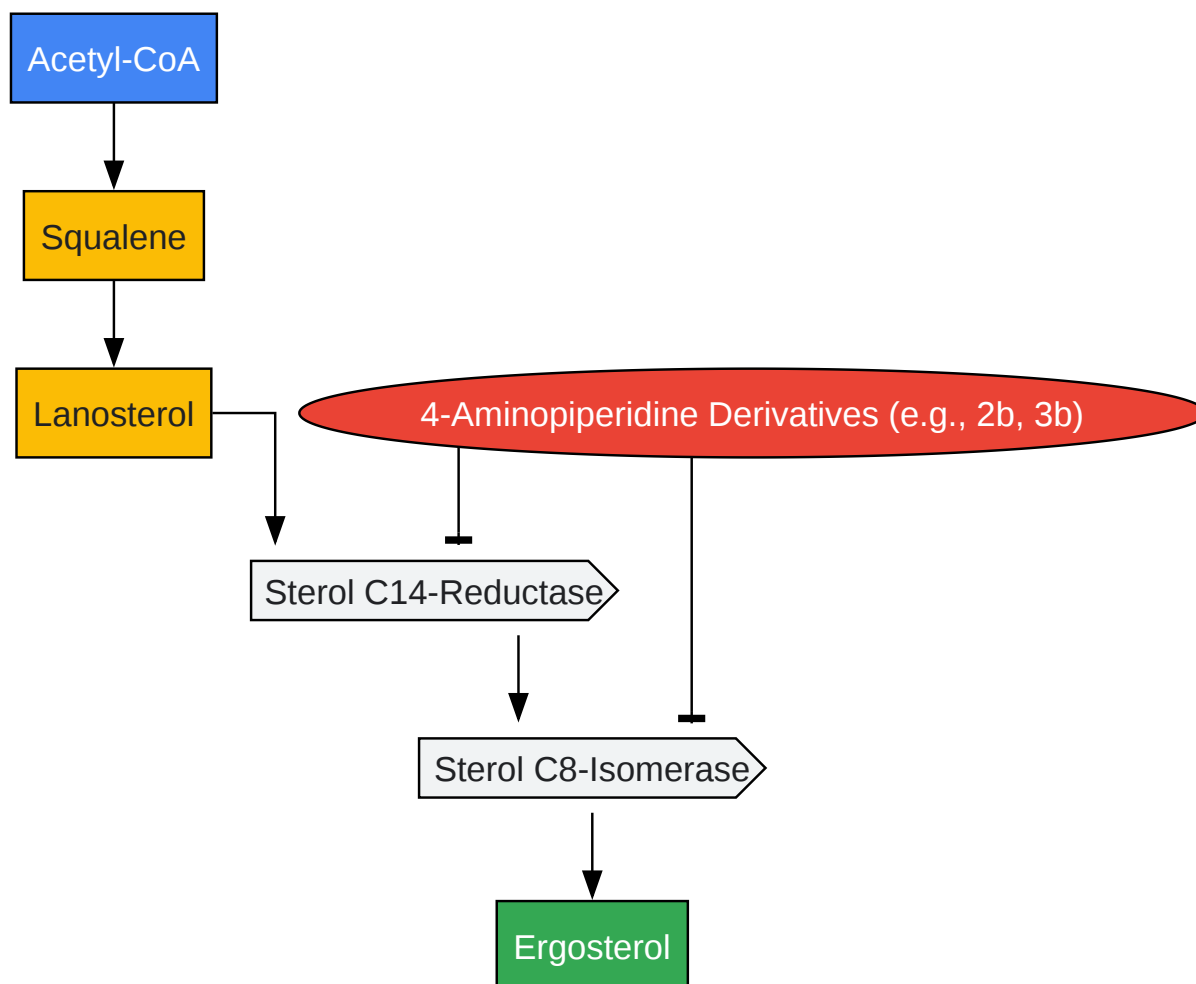 Acetyl-CoA
Squalene
Lanosterol
4-Aminopiperidine Derivatives (e.g., 2b, 3b)
Sterol C14-Reductase
Sterol C8-Isomerase
Ergosterol